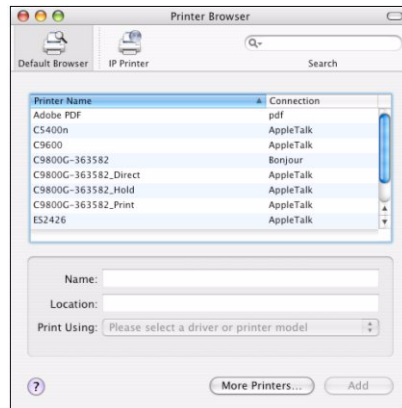 Printer Browser
Default Browser
IP Printer
Search
Printer Name Connection
Adobe PDF pdf
C5400n AppleTalk
C9600 AppleTalk
C9800G-363582 Bonjour
C9800G-363582_Direct AppleTalk
C9800G-363582_Hold AppleTalk
C9800G-363582_Print AppleTalk
ES2426 AppleTalk
Name:
Location:
Print Using: Please select a driver or printer model
? More Printers... Add